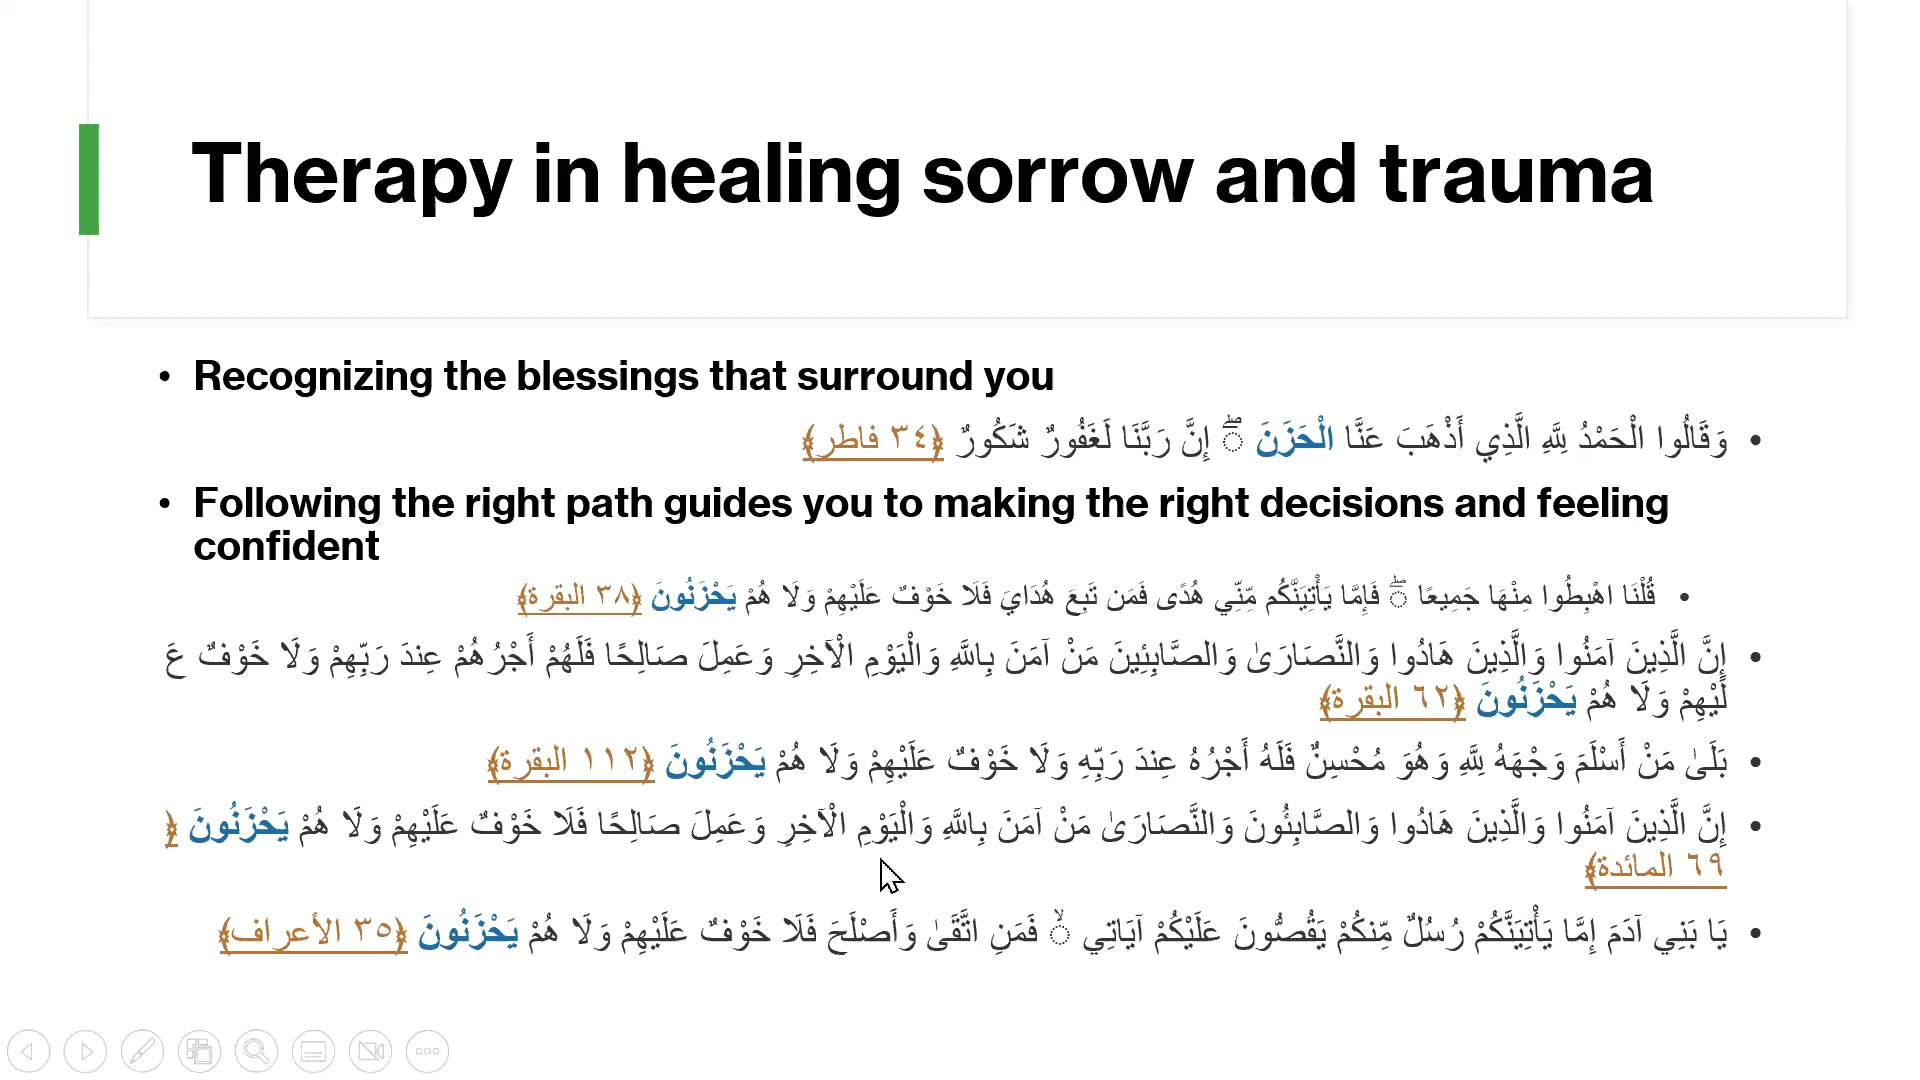 Therapy in healing sorrow and trauma
• Recognizing the blessings that surround you
• وَقَالُوا الْحَمْدُ لِلَّهِ الَّذِي أَذْهَبَ عَنَّا الْحَزَنَ ۖ إِنَّ رَبَّنَا لَغَفُورٌ شَكُورٌ ﴿٣٤ فاطر﴾
• Following the right path guides you to making the right decisions and feeling
confident
• قُلْنَا اهْبِطُوا مِنْهَا جَمِيعًا ۖ فَإِمَّا يَأْتِيَنَّكُم مِّنِّي هُدًى فَمَن تَبِعَ هُدَايَ فَلَا خَوْفٌ عَلَيْهِمْ وَلَا هُمْ يَحْزَنُونَ ﴿٣٨ البقرة﴾
• إِنَّ الَّذِينَ آمَنُوا وَالَّذِينَ هَادُوا وَالنَّصَارَىٰ وَالصَّابِئِينَ مَنْ آمَنَ بِاللَّهِ وَالْيَوْمِ الْآخِرِ وَعَمِلَ صَالِحًا فَلَهُمْ أَجْرُهُمْ عِندَ رَبِّهِمْ وَلَا خَوْفٌ عَ
لَيْهِمْ وَلَا هُمْ يَحْزَنُونَ ﴿٦٢ البقرة﴾
• بَلَىٰ مَنْ أَسْلَمَ وَجْهَهُ لِلَّهِ وَهُوَ مُحْسِنٌ فَلَهُ أَجْرُهُ عِندَ رَبِّهِ وَلَا خَوْفٌ عَلَيْهِمْ وَلَا هُمْ يَحْزَنُونَ ﴿١١٢ البقرة﴾
• إِنَّ الَّذِينَ آمَنُوا وَالَّذِينَ هَادُوا وَالصَّابِئُونَ وَالنَّصَارَىٰ مَنْ آمَنَ بِاللَّهِ وَالْيَوْمِ الْآخِرِ وَعَمِلَ صَالِحًا فَلَا خَوْفٌ عَلَيْهِمْ وَلَا هُمْ يَحْزَنُونَ ﴿
٦٩ المائدة﴾
• يَا بَنِي آدَمَ إِمَّا يَأْتِيَنَّكُمْ رُسُلٌ مِّنكُمْ يَقُصُّونَ عَلَيْكُمْ آيَاتِي ۙ فَمَنِ اتَّقَىٰ وَأَصْلَحَ فَلَا خَوْفٌ عَلَيْهِمْ وَلَا هُمْ يَحْزَنُونَ ﴿٣٥ الأعراف﴾